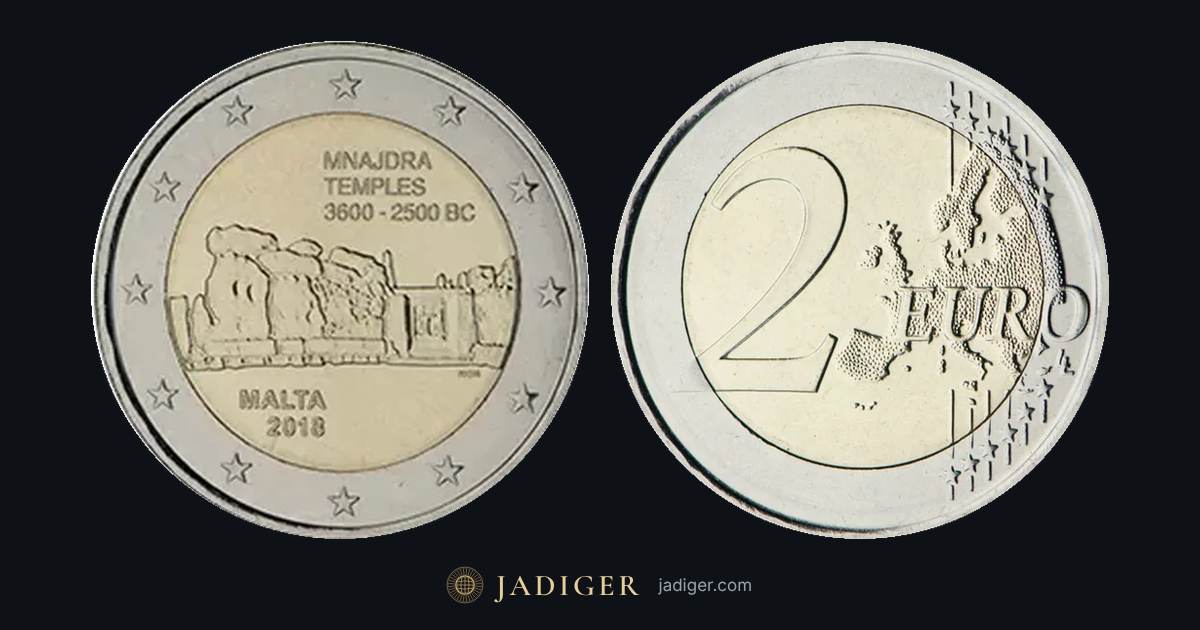 MNAJDRA
TEMPLES
3600 - 2500 BC
MALTA
2018
2 EURO
JADIGER jadiger.com